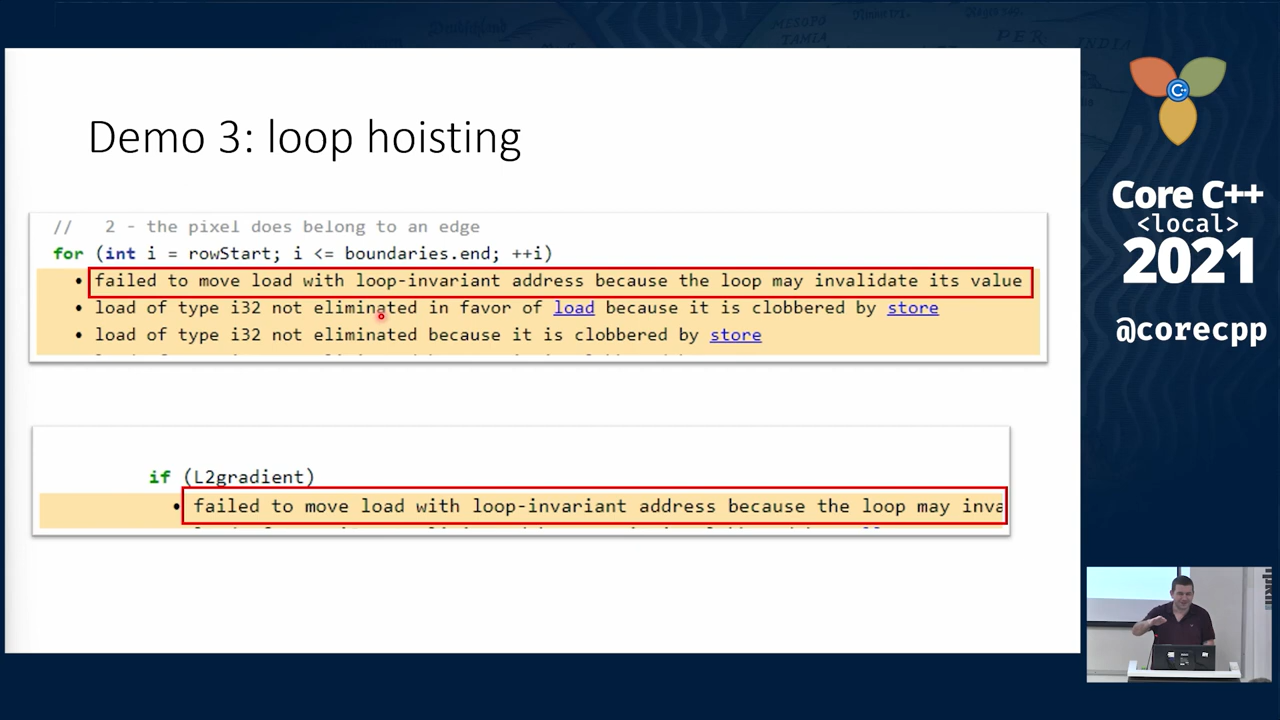 MESOPO
TAMIA
PER
INDIA
Demo 3: loop hoisting
// 2 - the pixel does belong to an edge
for (int i = rowStart; i <= boundaries.end; ++i)
• failed to move load with loop-invariant address because the loop may invalidate its value
• load of type i32 not eliminated in favor of load because it is clobbered by store
• load of type i32 not eliminated because it is clobbered by store
if (L2gradient)
• failed to move load with loop-invariant address because the loop may inva
C++
Core C++
<local>
2021
@corecpp